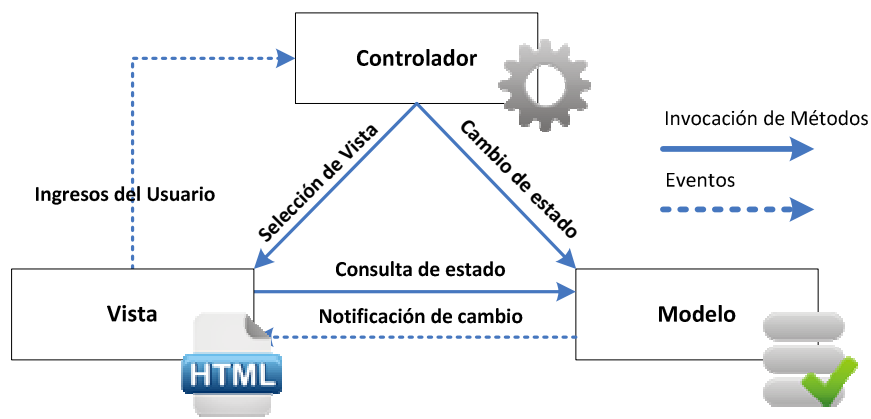 Controlador
Invocación de Métodos
Eventos
Selección de Vista
Cambio de estado
Ingresos del Usuario
Consulta de estado
Notificación de cambio
Vista
Modelo
HTML